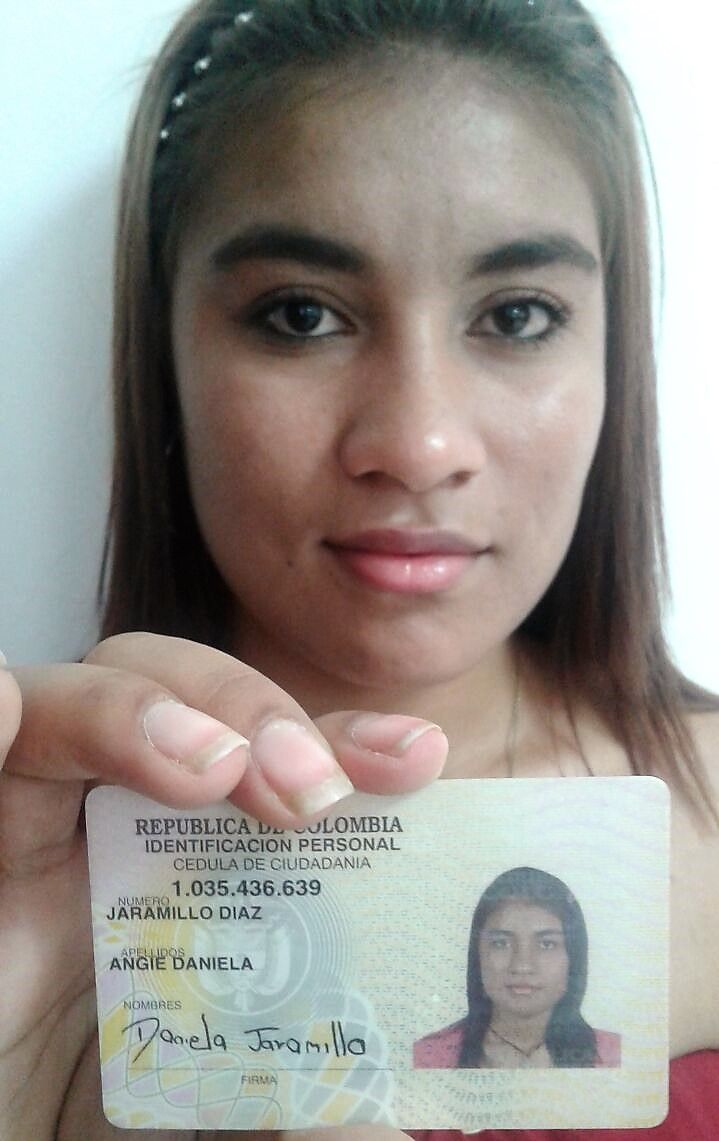 REPUBLICA DE COLOMBIA
IDENTIFICACION PERSONAL
CEDULA DE CIUDADANIA
1.035.436.639
NUMERO
JARAMILLO DIAZ
APELLIDOS
ANGIE DANIELA
NOMBRES
Daniela Jaramillo
FIRMA